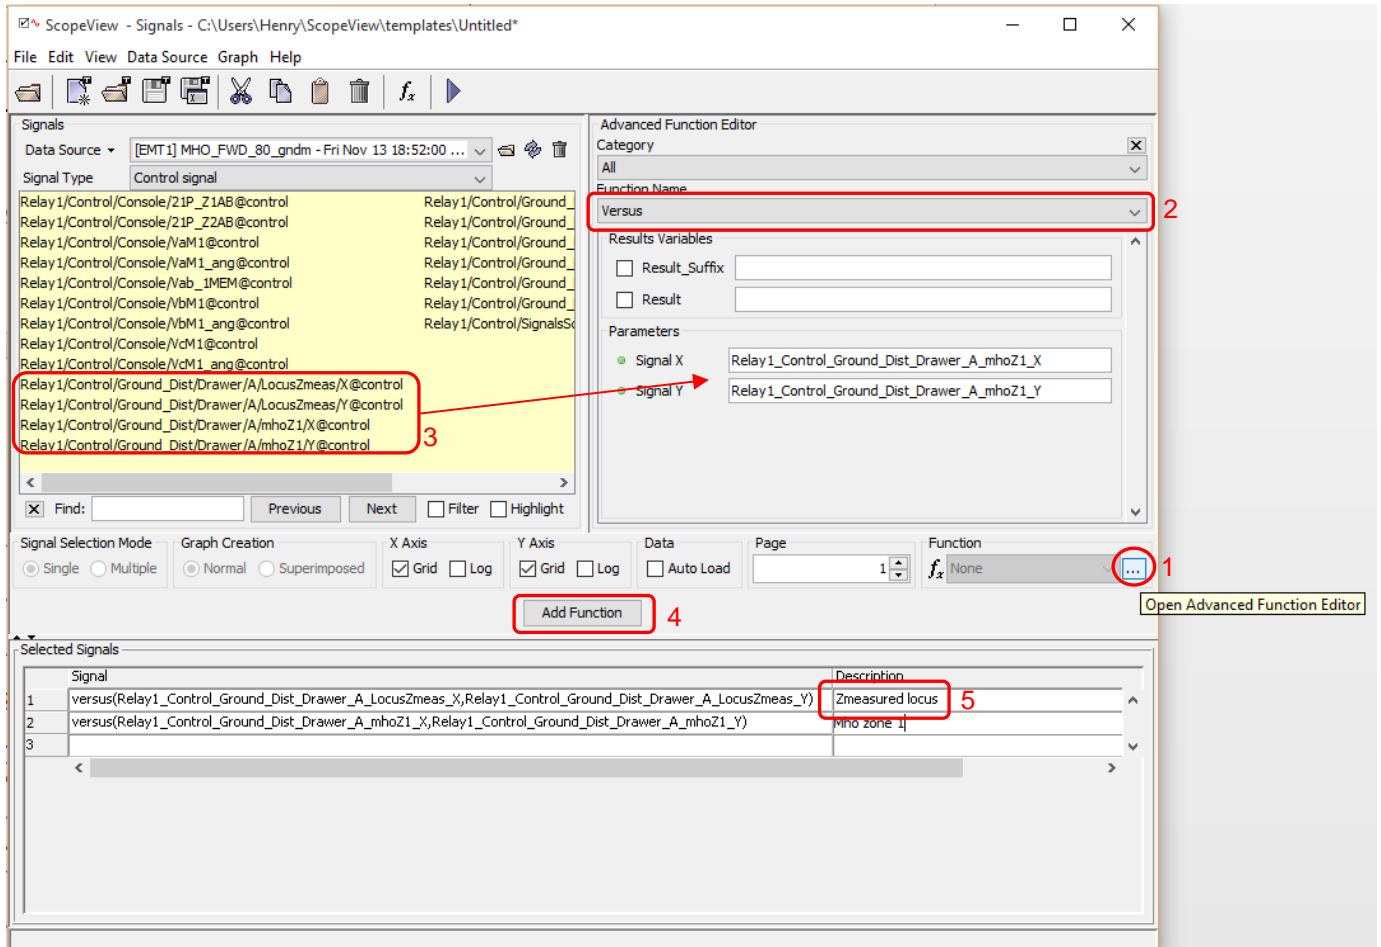 ScopeView - Signals - C:\Users\Henry\ScopeView\templates\Untitled*
File Edit View Data Source Graph Help
fx
Signals
Data Source
[EMT1] MHO_FWD_80_gndm - Fri Nov 13 18:52:00 ...
Signal Type
Control signal
Relay1/Control/Console/21P_Z1AB@control
Relay1/Control/Console/21P_Z2AB@control
Relay1/Control/Console/VaM1@control
Relay1/Control/Console/VaM1_ang@control
Relay1/Control/Console/Vab_1MEM@control
Relay1/Control/Console/VbM1@control
Relay1/Control/Console/VbM1_ang@control
Relay1/Control/Console/VcM1@control
Relay1/Control/Console/VcM1_ang@control
Relay1/Control/Ground_Dist/Drawer/A/LocusZmeas/X@control
Relay1/Control/Ground_Dist/Drawer/A/LocusZmeas/Y@control
Relay1/Control/Ground_Dist/Drawer/A/mhoZ1/X@control
Relay1/Control/Ground_Dist/Drawer/A/mhoZ1/Y@control
3
Relay1/Control/Ground_
Relay1/Control/Ground_
Relay1/Control/Ground_
Relay1/Control/Ground_
Relay1/Control/Ground_
Relay1/Control/Ground_
Relay1/Control/SignalsSc
Find:
Previous
Next
Filter
Highlight
Advanced Function Editor
Category
All
Function Name
Versus
2
Results Variables
Result_Suffix
Result
Parameters
Signal X
Relay1_Control_Ground_Dist_Drawer_A_mhoZ1_X
Signal Y
Relay1_Control_Ground_Dist_Drawer_A_mhoZ1_Y
Signal Selection Mode
Single
Multiple
Graph Creation
Normal
Superimposed
X Axis
Grid
Log
Y Axis
Grid
Log
Data
Auto Load
Page
1
Function
fx
None
...
1
Open Advanced Function Editor
Add Function
4
Selected Signals
Signal
Description
1
versus(Relay1_Control_Ground_Dist_Drawer_A_LocusZmeas_X,Relay1_Control_Ground_Dist_Drawer_A_LocusZmeas_Y)
Zmeasured locus
5
2
versus(Relay1_Control_Ground_Dist_Drawer_A_mhoZ1_X,Relay1_Control_Ground_Dist_Drawer_A_mhoZ1_Y)
Mho zone 1
3